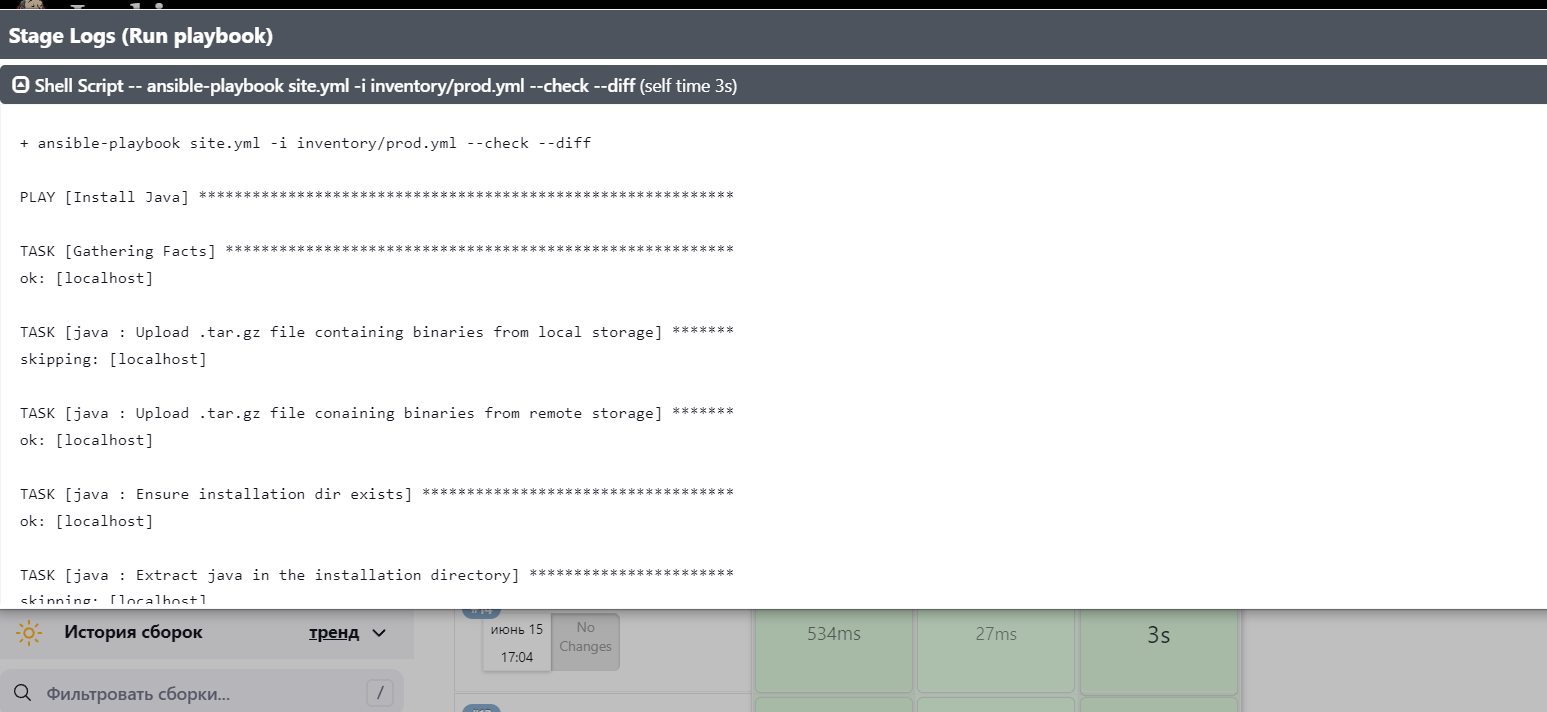 Stage Logs (Run playbook)
Shell Script -- ansible-playbook site.yml -i inventory/prod.yml --check --diff (self time 3s)
+ ansible-playbook site.yml -i inventory/prod.yml --check --diff
PLAY [Install Java] ************************************************************
TASK [Gathering Facts] *********************************************************
ok: [localhost]
TASK [java : Upload .tar.gz file containing binaries from local storage] *******
skipping: [localhost]
TASK [java : Upload .tar.gz file conaining binaries from remote storage] *******
ok: [localhost]
TASK [java : Ensure installation dir exists] ***********************************
ok: [localhost]
TASK [java : Extract java in the installation directory] ***********************
skipping: [localhost]
История сборок
тренд
Фильтровать сборки...
/
июнь 15
17:04
No
Changes
534ms
27ms
3s